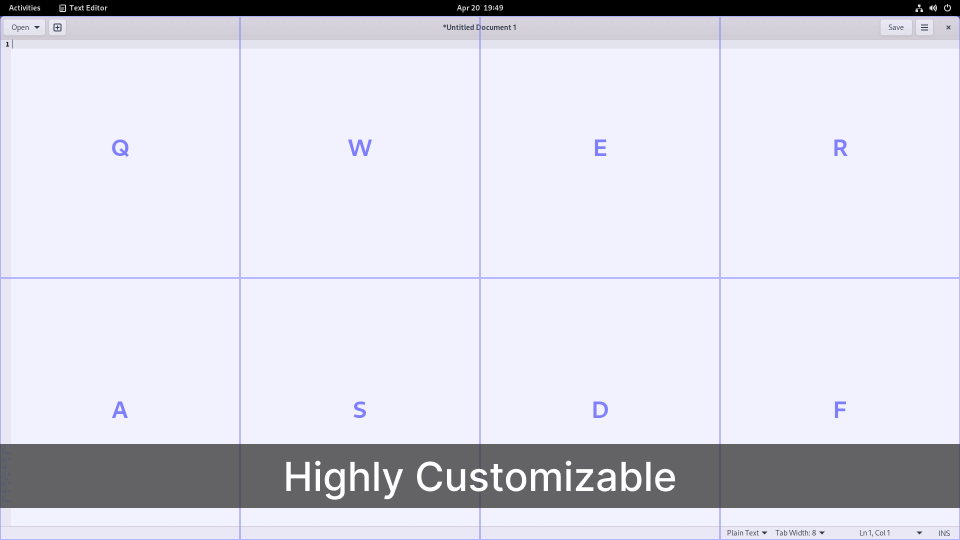 Activities Text Editor Apr 20 19:49
Open *Untitled Document 1 Save
1
Q W E R
A S D F
Highly Customizable
Plain Text Tab Width: 8 Ln 1, Col 1 INS